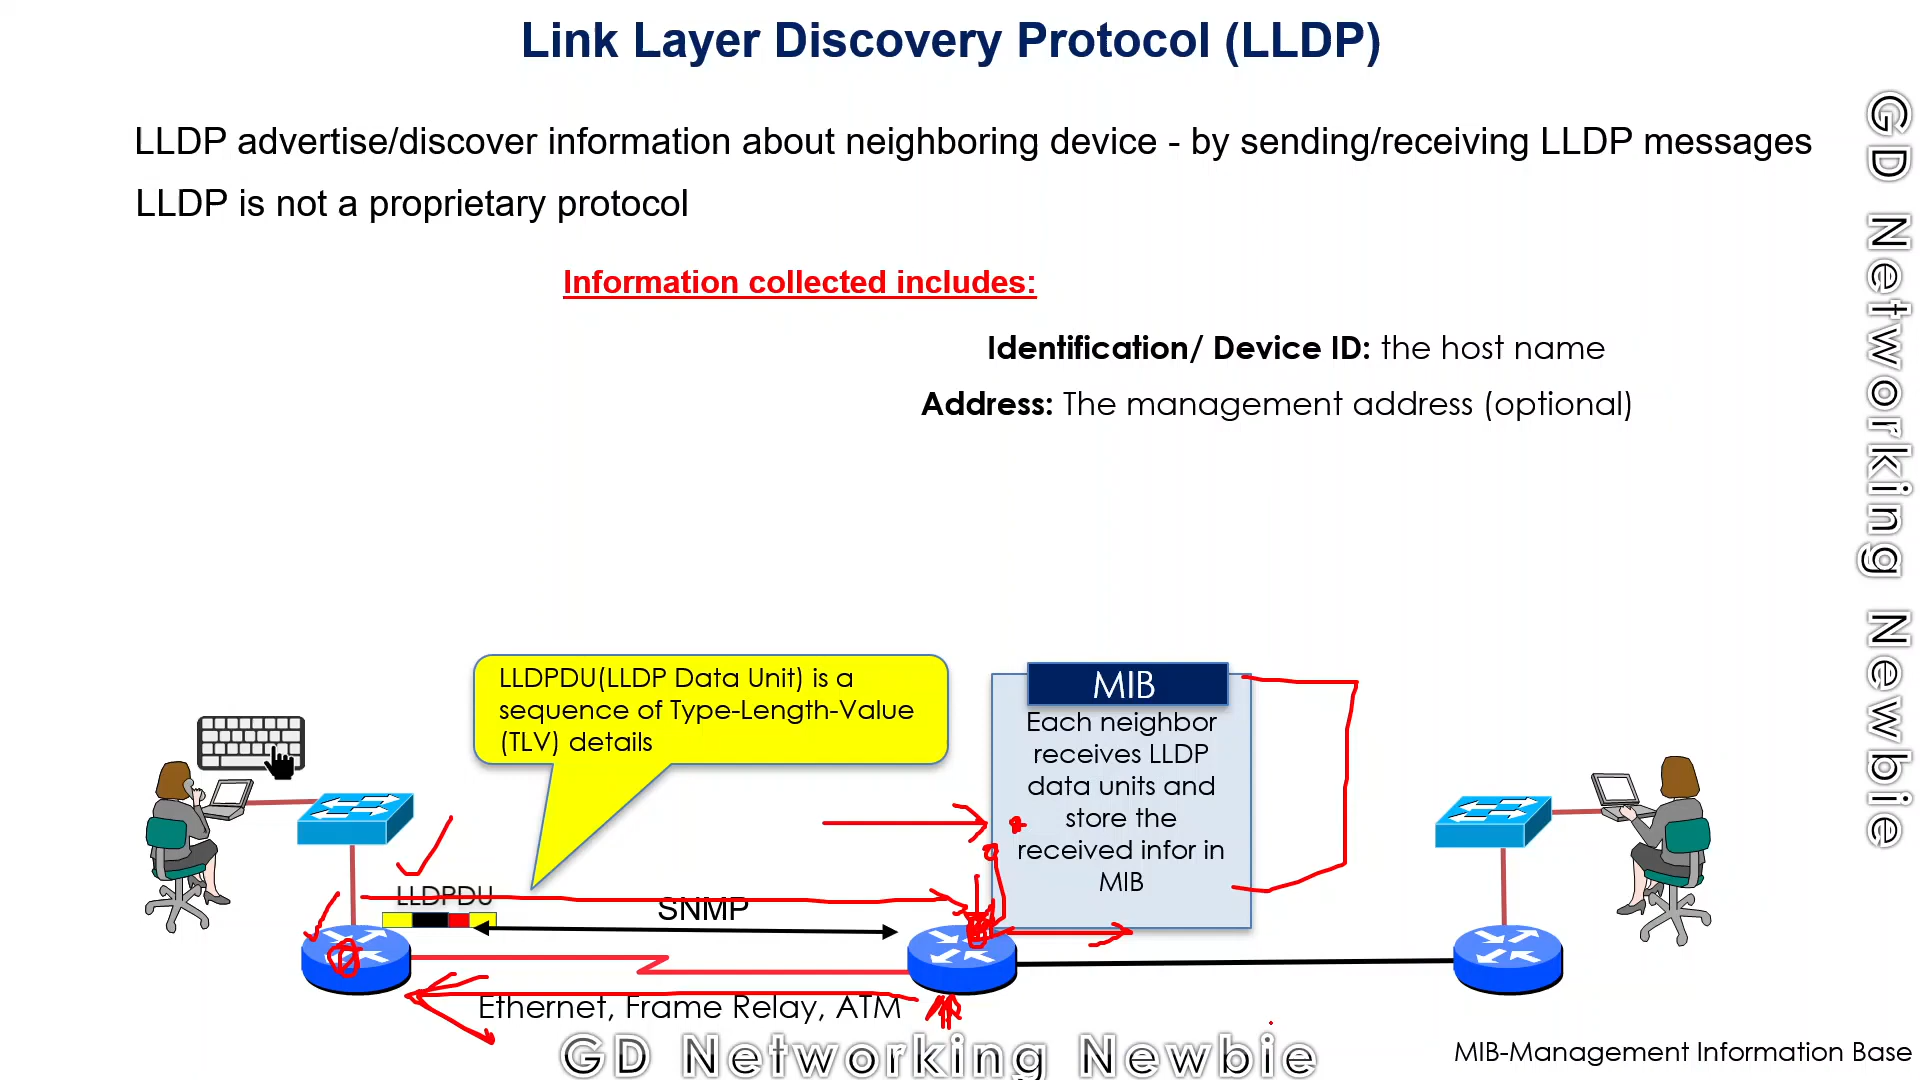 Link Layer Discovery Protocol (LLDP)
LLDP advertise/discover information about neighboring device - by sending/receiving LLDP messages
LLDP is not a proprietary protocol
Information collected includes:
Identification/ Device ID: the host name
Address: The management address (optional)
LLDPDU(LLDP Data Unit) is a
sequence of Type-Length-Value
(TLV) details
MIB
Each neighbor
receives LLDP
data units and
store the
received infor in
MIB
LLDPDU
SNMP
Ethernet, Frame Relay, ATM
GD Networking Newbie
MIB-Management Information Base
GD Networking Newbie